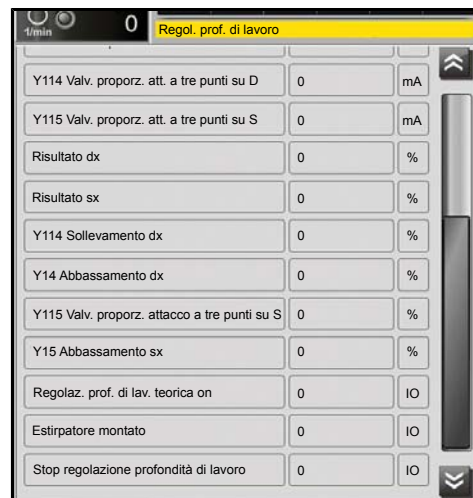 1/min 0 Regol. prof. di lavoro
Y114 Valv. proporz. att. a tre punti su D 0 mA
Y115 Valv. proporz. att. a tre punti su S 0 mA
Risultato dx 0 %
Risultato sx 0 %
Y114 Sollevamento dx 0 %
Y14 Abbassamento dx 0 %
Y115 Valv. proporz. attacco a tre punti su S 0 %
Y15 Abbassamento sx 0 %
Regolaz. prof. di lav. teorica on 0 IO
Estirpatore montato 0 IO
Stop regolazione profondità di lavoro 0 IO